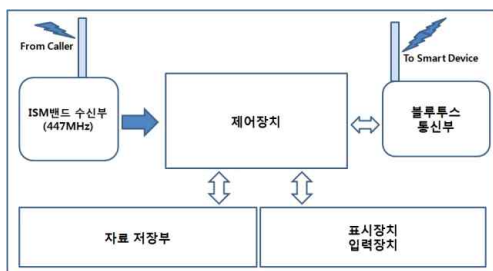 From Caller
To Smart Device
ISM밴드 수신부
(447MHz)
제어장치
블루투스
통신부
자료 저장부
표시장치
입력장치